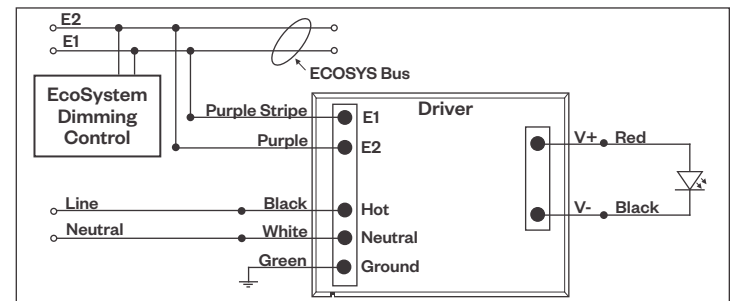 E2
E1
ECOSYS Bus
EcoSystem
Dimming
Control
Driver
Purple Stripe
E1
Purple
E2
V+
Red
Line
Black
Hot
V-
Black
Neutral
White
Neutral
Green
Ground